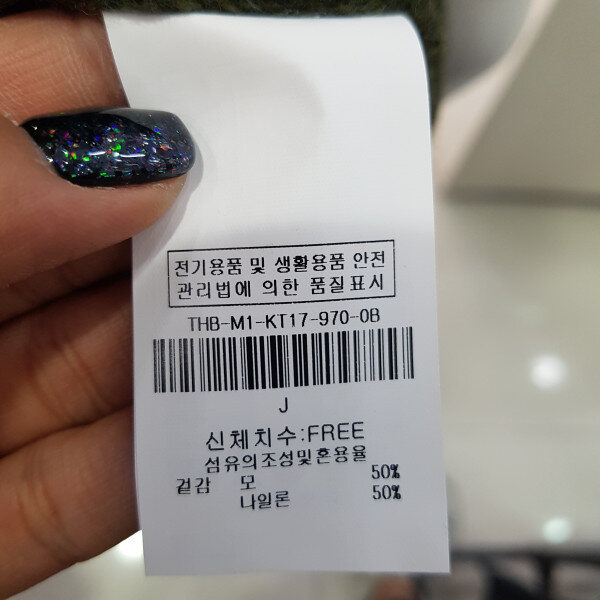 전기용품 및 생활용품 안전
관리법에 의한 품질표시
THB-M1-KT17-970-0B
J
신체치수:FREE
섬유의조성및혼용율
겉감 모 50%
나일론 50%